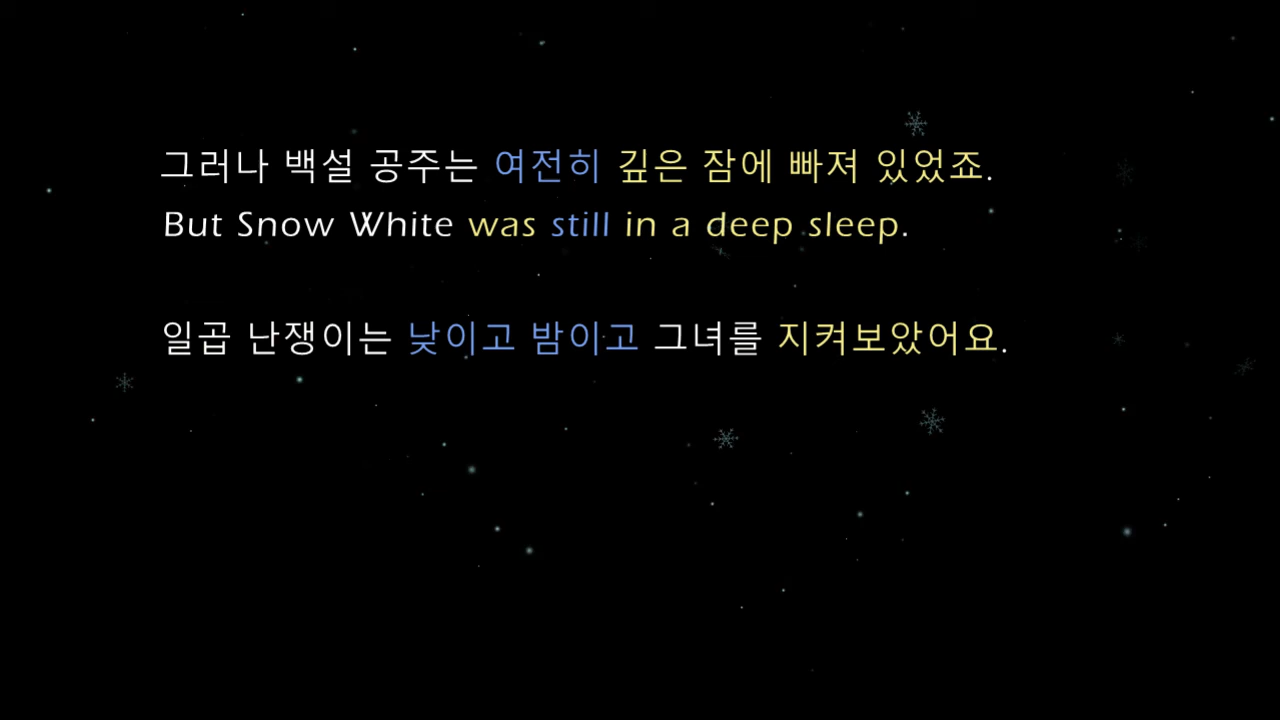 그러나 백설 공주는 여전히 깊은 잠에 빠져 있었죠.
But Snow White was still in a deep sleep.
일곱 난쟁이는 낮이고 밤이고 그녀를 지켜보았어요.